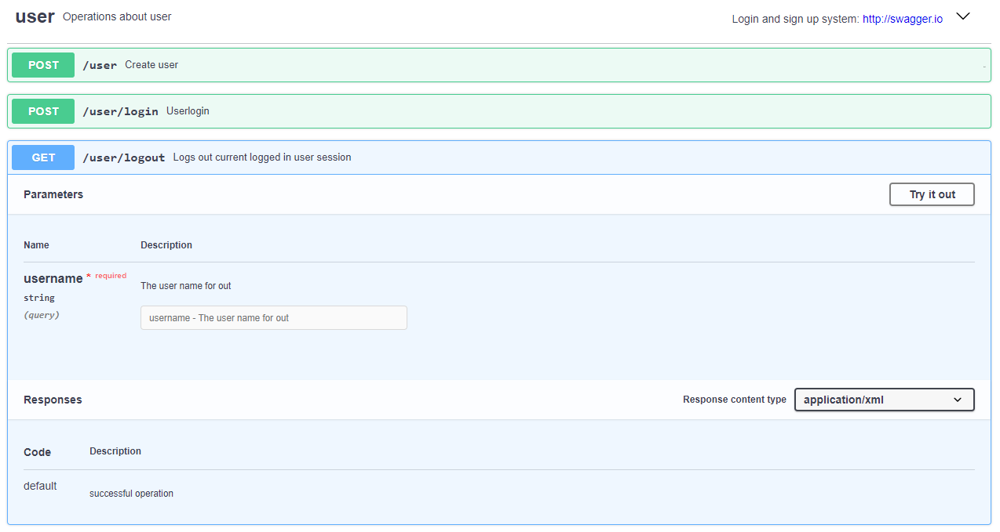 user Operations about user Login and sign up system: http://swagger.io
POST /user Create user
POST /user/login Userlogin
GET /user/logout Logs out current logged in user session
Parameters Try it out
Name Description
username * required
The user name for out
string
(query)
username - The user name for out
Responses Response content type application/xml
Code Description
default
successful operation